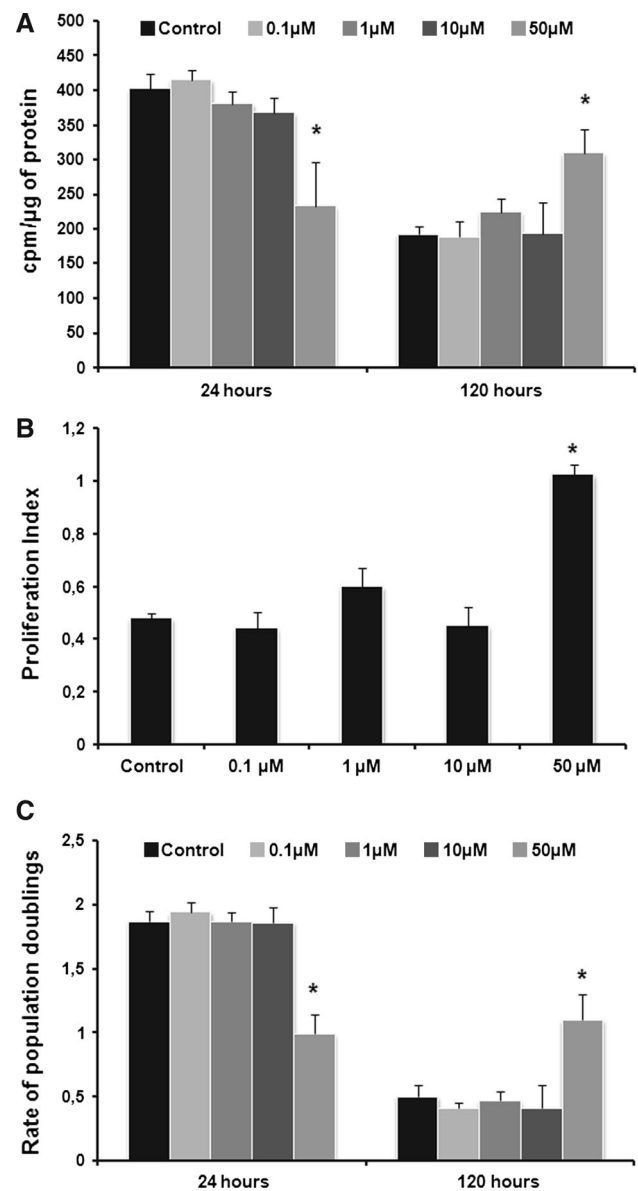 A
500
Control 0.1µM 1µM 10µM 50µM
450
400
350
300
250
200
150
100
50
0
cpm/µg of protein
*
*
24 hours 120 hours
B
1,2
1
0,8
0,6
0,4
0,2
0
Proliferation Index
*
Control 0.1 µM 1 µM 10 µM 50 µM
C
2,5
Control 0.1µM 1µM 10µM 50µM
2
1,5
1
0,5
0
Rate of population doublings
*
*
24 hours 120 hours